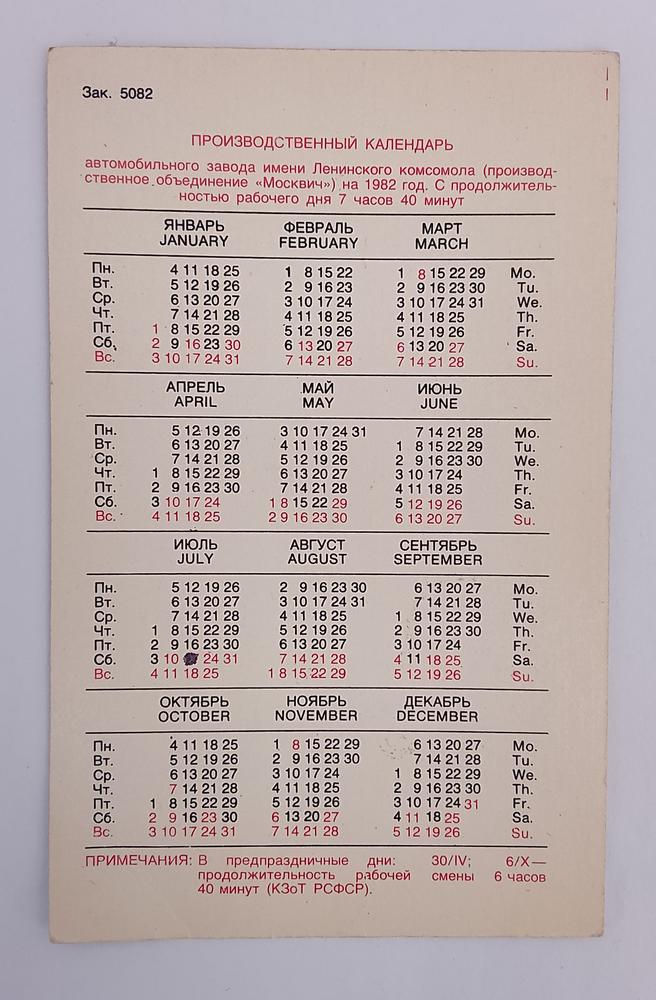 Зак. 5082
ПРОИЗВОДСТВЕННЫЙ КАЛЕНДАРЬ
автомобильного завода имени Ленинского комсомола (производ-
ственное объединение «Москвич») на 1982 год. С продолжитель-
ностью рабочего дня 7 часов 40 минут
ЯНВАРЬ ФЕВРАЛЬ МАРТ
JANUARY FEBRUARY MARCH
Пн. 4 11 18 25 1 8 15 22 1 8 15 22 29 Mo.
Вт. 5 12 19 26 2 9 16 23 2 9 16 23 30 Tu.
Ср. 6 13 20 27 3 10 17 24 3 10 17 24 31 We.
Чт. 7 14 21 28 4 11 18 25 4 11 18 25 Th.
Пт. 1 8 15 22 29 5 12 19 26 5 12 19 26 Fr.
Сб. 2 9 16 23 30 6 13 20 27 6 13 20 27 Sa.
Вс. 3 10 17 24 31 7 14 21 28 7 14 21 28 Su.
АПРЕЛЬ МАЙ ИЮНЬ
APRIL MAY JUNE
Пн. 5 12 19 26 3 10 17 24 31 7 14 21 28 Mo.
Вт. 6 13 20 27 4 11 18 25 1 8 15 22 29 Tu.
Ср. 7 14 21 28 5 12 19 26 2 9 16 23 30 We.
Чт. 1 8 15 22 29 6 13 20 27 3 10 17 24 Th.
Пт. 2 9 16 23 30 7 14 21 28 4 11 18 25 Fr.
Сб. 3 10 17 24 1 8 15 22 29 5 12 19 26 Sa.
Вс. 4 11 18 25 2 9 16 23 30 6 13 20 27 Su.
ИЮЛЬ АВГУСТ СЕНТЯБРЬ
JULY AUGUST SEPTEMBER
Пн. 5 12 19 26 2 9 16 23 30 6 13 20 27 Mo.
Вт. 6 13 20 27 3 10 17 24 31 7 14 21 28 Tu.
Ср. 7 14 21 28 4 11 18 25 1 8 15 22 29 We.
Чт. 1 8 15 22 29 5 12 19 26 2 9 16 23 30 Th.
Пт. 2 9 16 23 30 6 13 20 27 3 10 17 24 Fr.
Сб. 3 10 24 31 7 14 21 28 4 11 18 25 Sa.
Вс. 4 11 18 25 1 8 15 22 29 5 12 19 26 Su.
ОКТЯБРЬ НОЯБРЬ ДЕКАБРЬ
OCTOBER NOVEMBER DECEMBER
Пн. 4 11 18 25 1 8 15 22 29 6 13 20 27 Mo.
Вт. 5 12 19 26 2 9 16 23 30 7 14 21 28 Tu.
Ср. 6 13 20 27 3 10 17 24 1 8 15 22 29 We.
Чт. 7 14 21 28 4 11 18 25 2 9 16 23 30 Th.
Пт. 1 8 15 22 29 5 12 19 26 3 10 17 24 31 Fr.
Сб. 2 9 16 23 30 6 13 20 27 4 11 18 25 Sa.
Вс. 3 10 17 24 31 7 14 21 28 5 12 19 26 Su.
ПРИМЕЧАНИЯ: В предпраздничные дни: 30/IV; 6/X—
продолжительность рабочей смены 6 часов
40 минут (КЗоТ РСФСР).